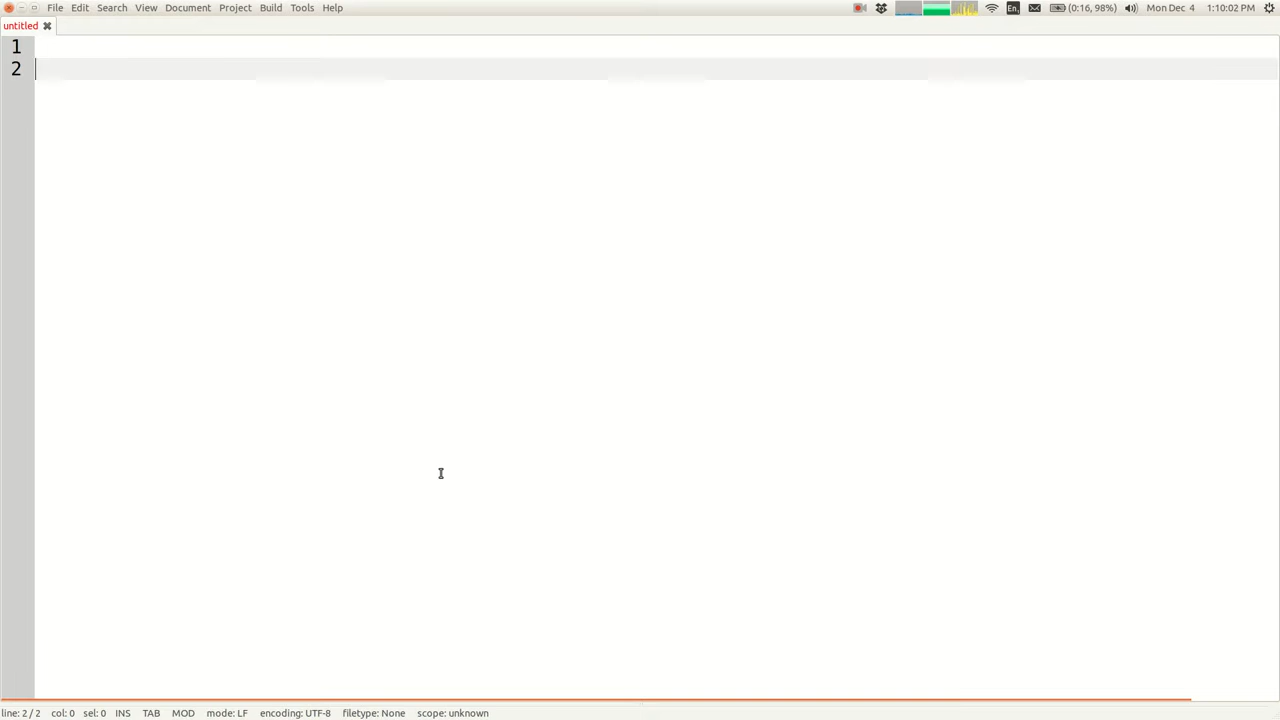 File Edit Search View Document Project Build Tools Help En, (0:16, 98%) Mon Dec 4 1:10:02 PM
untitled
1
2
line: 2 / 2 col: 0 sel: 0 INS TAB MOD mode: LF encoding: UTF-8 filetype: None scope: unknown